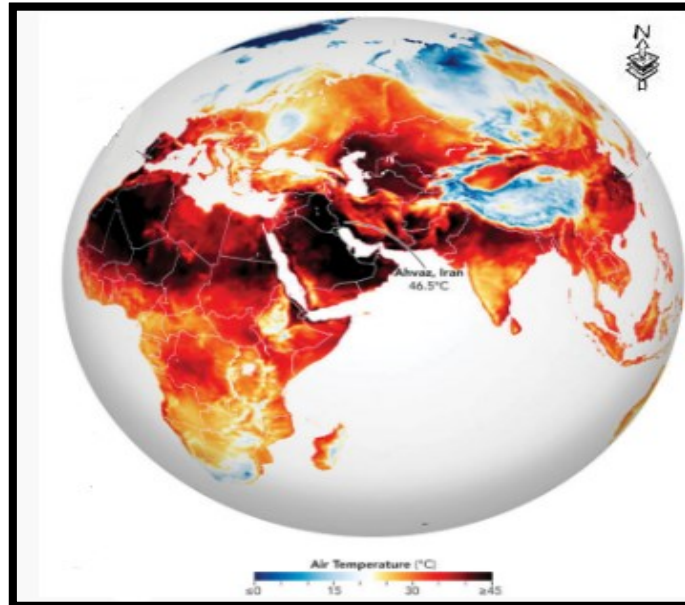 N
Ahvaz, Iran
46.5°C
Air Temperature (°C)
≤0 15 30 ≥45